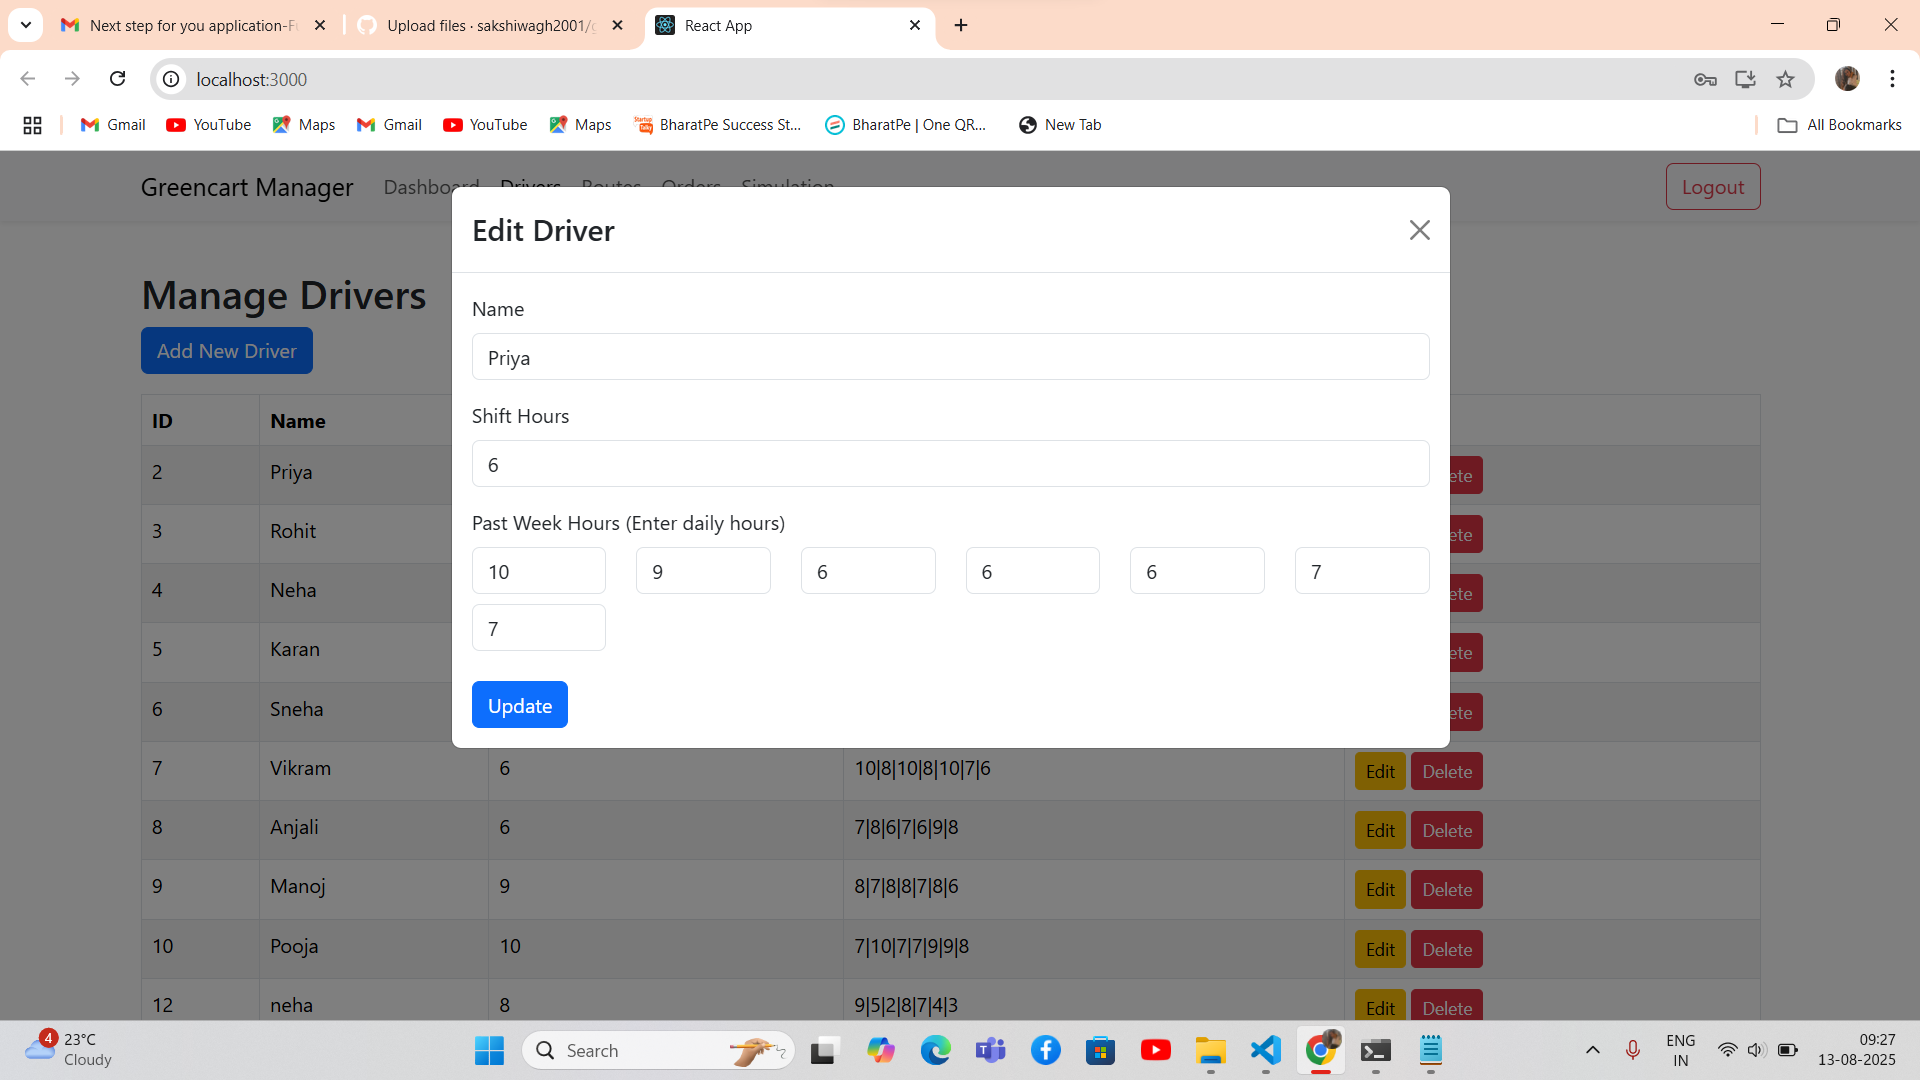 Next step for you application-Fu
Upload files · sakshiwagh2001/g
React App
localhost:3000
Gmail
YouTube
Maps
Gmail
YouTube
Maps
BharatPe Success St...
BharatPe | One QR...
New Tab
All Bookmarks
Greencart Manager
Dashboard
Drivers
Routes
Orders
Simulation
Logout
Edit Driver
Manage Drivers
Add New Driver
Name
Priya
Shift Hours
6
Past Week Hours (Enter daily hours)
10 9 6 6 6 7
7
Update
ID Name
2 Priya ete
3 Rohit ete
4 Neha ete
5 Karan ete
6 Sneha ete
7 Vikram 6 10|8|10|8|10|7|6 Edit Delete
8 Anjali 6 7|8|6|7|6|9|8 Edit Delete
9 Manoj 9 8|7|8|8|7|8|6 Edit Delete
10 Pooja 10 7|10|7|7|9|9|8 Edit Delete
12 neha 8 9|5|2|8|7|4|3 Edit Delete
4
23°C
Cloudy
Search
ENG
IN
09:27
13-08-2025